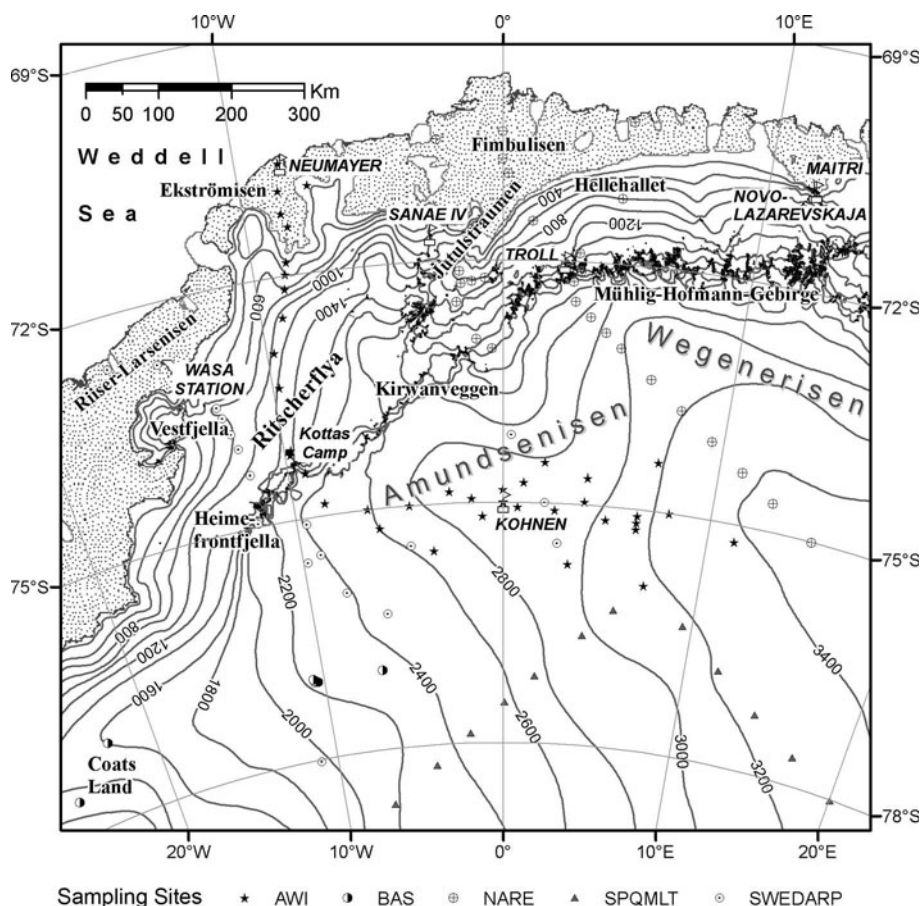 10°W 0° 10°E
69°S 69°S
0 50 100 200 300 Km
Weddell
Sea
Fimbulisen
NEUMAYER
MAITRI
Ekströmisen
Hellehallet
400
SANAE IV
NOVO-
LAZAREVSKAJA
800
1200
Jutulstraumen
TROLL
1000
600
1400
Mühlig-Hofmann-Gebirge
72°S 72°S
Riiser-Larsenisen
WASA
STATION
Wegenerisen
Ritscherflya
Kirwanveggen
Vestfjella
Kottas
Camp
Amundsenisen
Heime-
frontfjella
KOHNEN
75°S 75°S
2200
2800
800
1200
1600
1800
2400
3400
2000
2600
3000
3200
Coats
Land
78°S
20°W 10°W 0° 10°E 20°E
Sampling Sites AWI BAS NARE SPQMLT SWEDARP